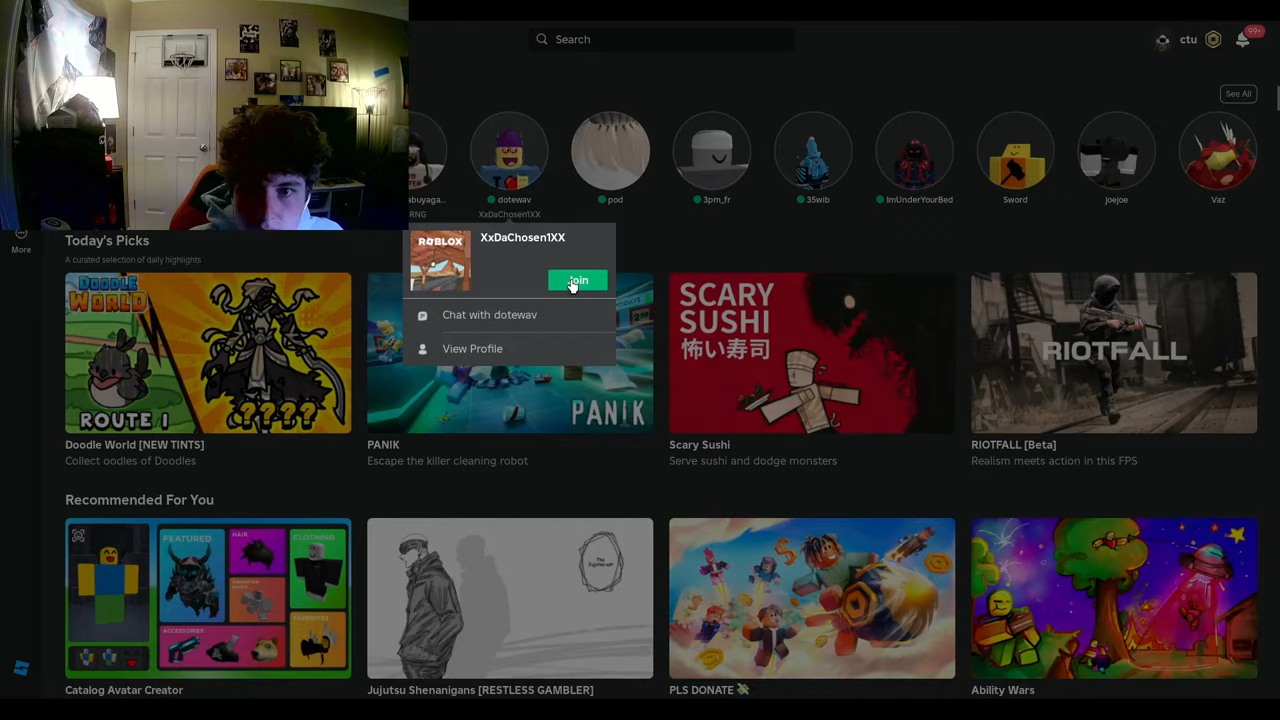 Search
ctu
99+
See All
dotewav
pod
3pm_fr
35wib
ImUnderYourBed
Sword
joejoe
Vaz
RNG
XxDaChosen1XX
More
Today's Picks
A curated selection of daily highlights
ROBLOX
XxDaChosen1XX
Join
Chat with dotewav
View Profile
DOODLE
WORLD
ROUTE 1
????
PANIK
SCARY
SUSHI
怖い寿司
RIOTFALL
Doodle World [NEW TINTS]
Collect oodles of Doodles
PANIK
Escape the killer cleaning robot
Scary Sushi
Serve sushi and dodge monsters
RIOTFALL [Beta]
Realism meets action in this FPS
Recommended For You
FEATURED
HAIR
CLOTHING
ACCESSORIES
FAVORITES
Catalog Avatar Creator
Jujutsu Shenanigans [RESTLESS GAMBLER]
PLS DONATE
Ability Wars